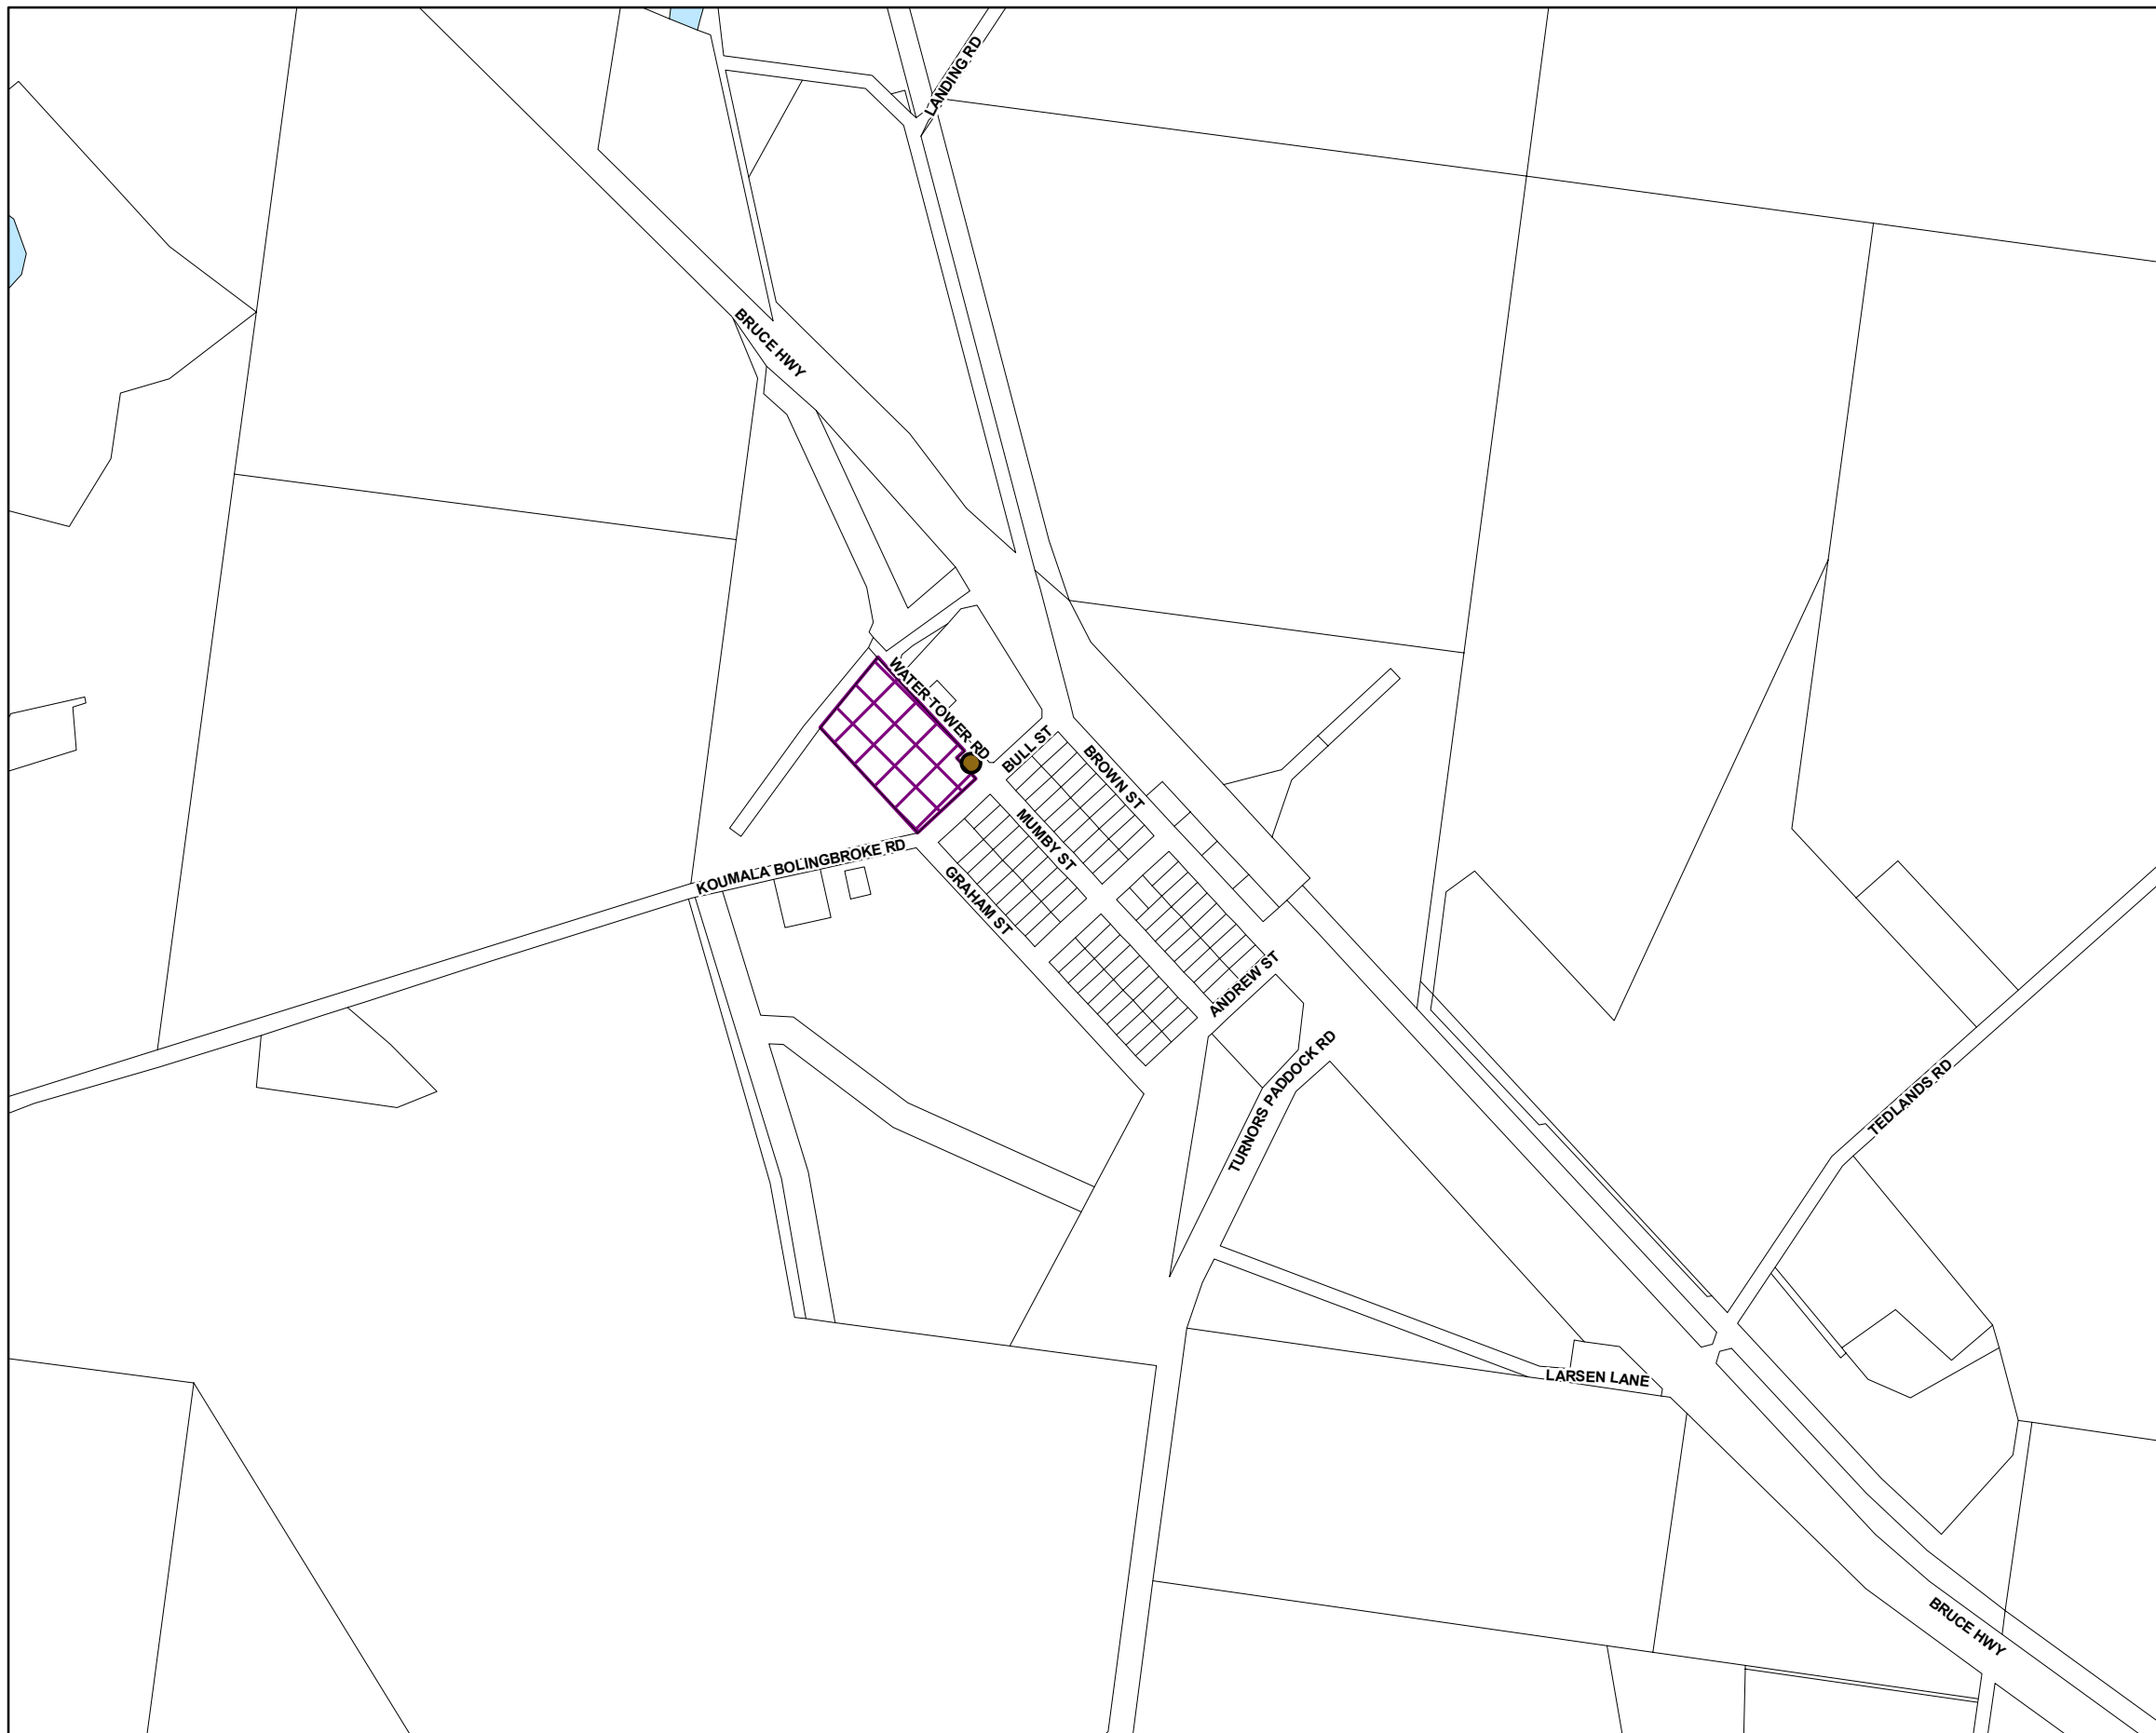 LANDING RD
BRUCE HWY
WATER TOWER RD
BULL ST
BROWN ST
MUMBY ST
KOUMALA BOLINGBROKE RD
GRAHAM ST
ANDREW ST
TURNORS PADDOCK RD
TEDLANDS RD
LARSEN LANE
BRUCE HWY